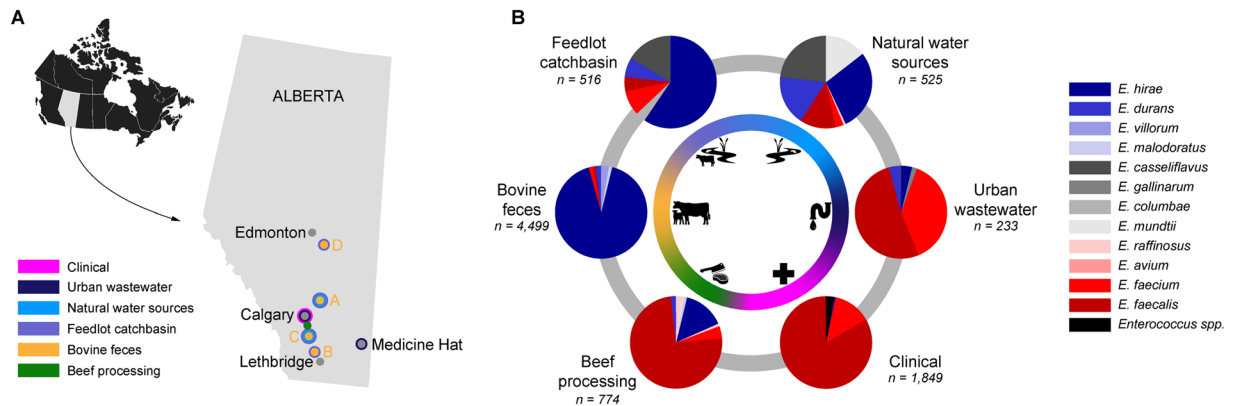 A
ALBERTA
Edmonton
D
A
Calgary
C
B
Lethbridge
Medicine Hat
Clinical
Urban wastewater
Natural water sources
Feedlot catchbasin
Bovine feces
Beef processing
B
Feedlot
catchbasin
n = 516
Natural water
sources
n = 525
Bovine
feces
n = 4,499
Urban
wastewater
n = 233
Beef
processing
n = 774
Clinical
n = 1,849
E. hirae
E. durans
E. villorum
E. malodoratus
E. casseliflavus
E. gallinarum
E. columbae
E. mundtii
E. raffinosus
E. avium
E. faecium
E. faecalis
Enterococcus spp.